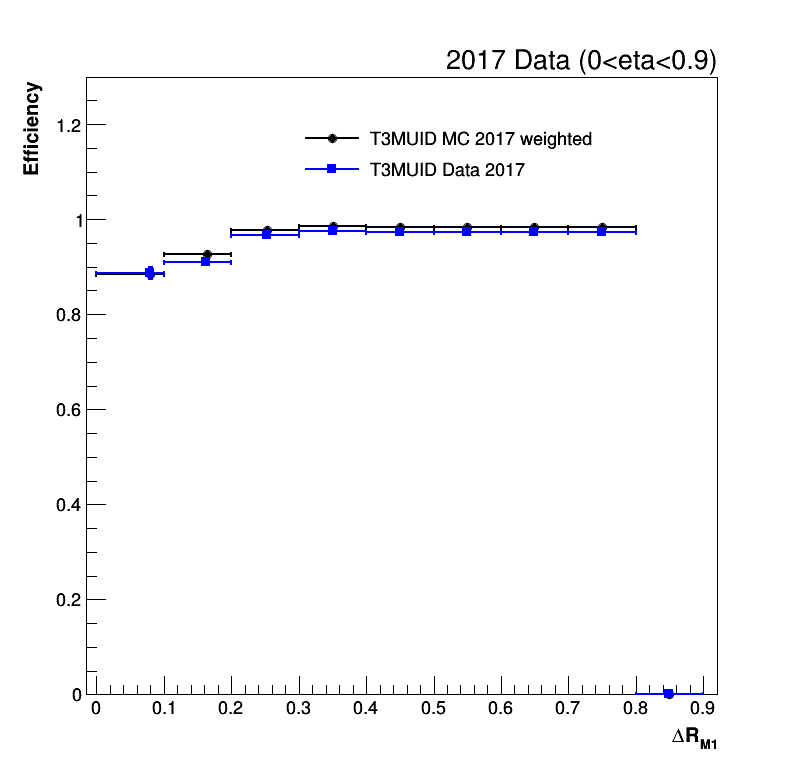 2017 Data (0<eta<0.9)
Efficiency
T3MUID MC 2017 weighted
T3MUID Data 2017
1.2
1
0.8
0.6
0.4
0.2
0
0 0.1 0.2 0.3 0.4 0.5 0.6 0.7 0.8 0.9
ΔR_M1